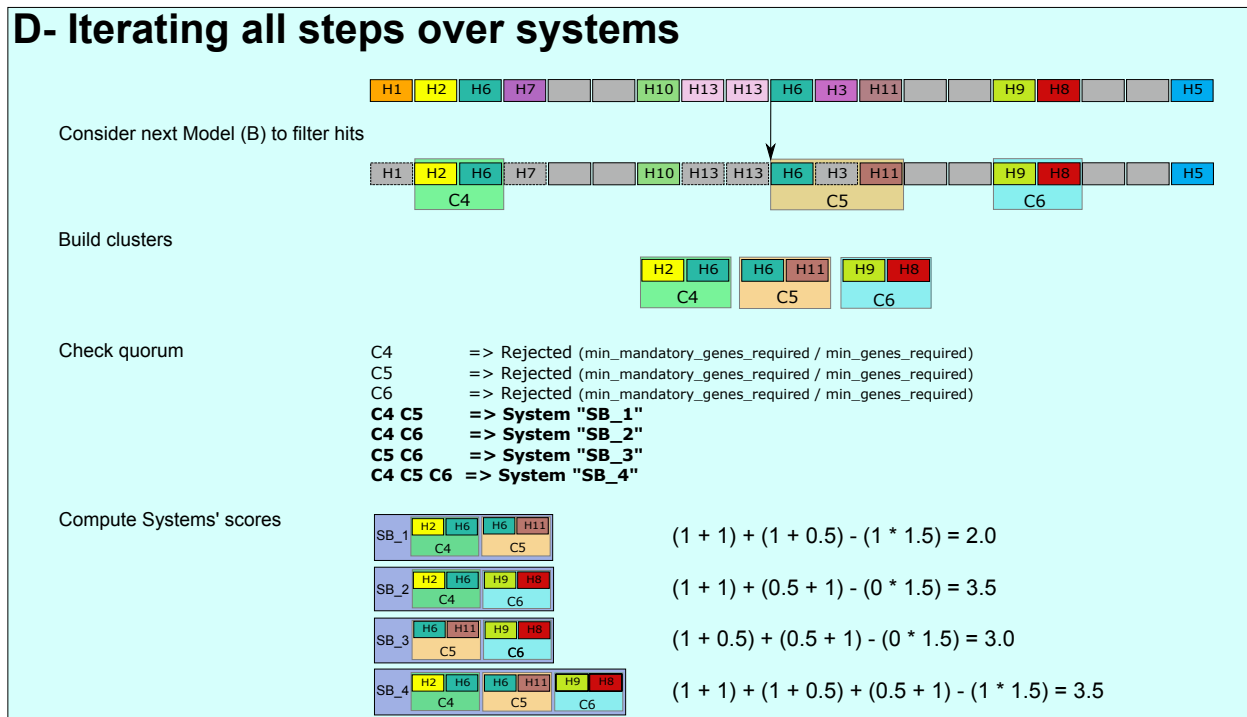 D- Iterating all steps over systems
H1 H2 H6 H7 H10 H13 H13 H6 H3 H11 H9 H8 H5
Consider next Model (B) to filter hits
H1 H2 H6 H7 H10 H13 H13 H6 H3 H11 H9 H8 H5
C4 C5 C6
Build clusters
H2 H6 H6 H11 H9 H8
C4 C5 C6
Check quorum
C4 => Rejected (min_mandatory_genes_required / min_genes_required)
C5 => Rejected (min_mandatory_genes_required / min_genes_required)
C6 => Rejected (min_mandatory_genes_required / min_genes_required)
C4 C5 => System "SB_1"
C4 C6 => System "SB_2"
C5 C6 => System "SB_3"
C4 C5 C6 => System "SB_4"
Compute Systems' scores
SB_1 H2 H6 H6 H11 (1 + 1) + (1 + 0.5) - (1 * 1.5) = 2.0
C4 C5
SB_2 H2 H6 H9 H8 (1 + 1) + (0.5 + 1) - (0 * 1.5) = 3.5
C4 C6
SB_3 H6 H11 H9 H8 (1 + 0.5) + (0.5 + 1) - (0 * 1.5) = 3.0
C5 C6
SB_4 H2 H6 H6 H11 H9 H8 (1 + 1) + (1 + 0.5) + (0.5 + 1) - (1 * 1.5) = 3.5
C4 C5 C6